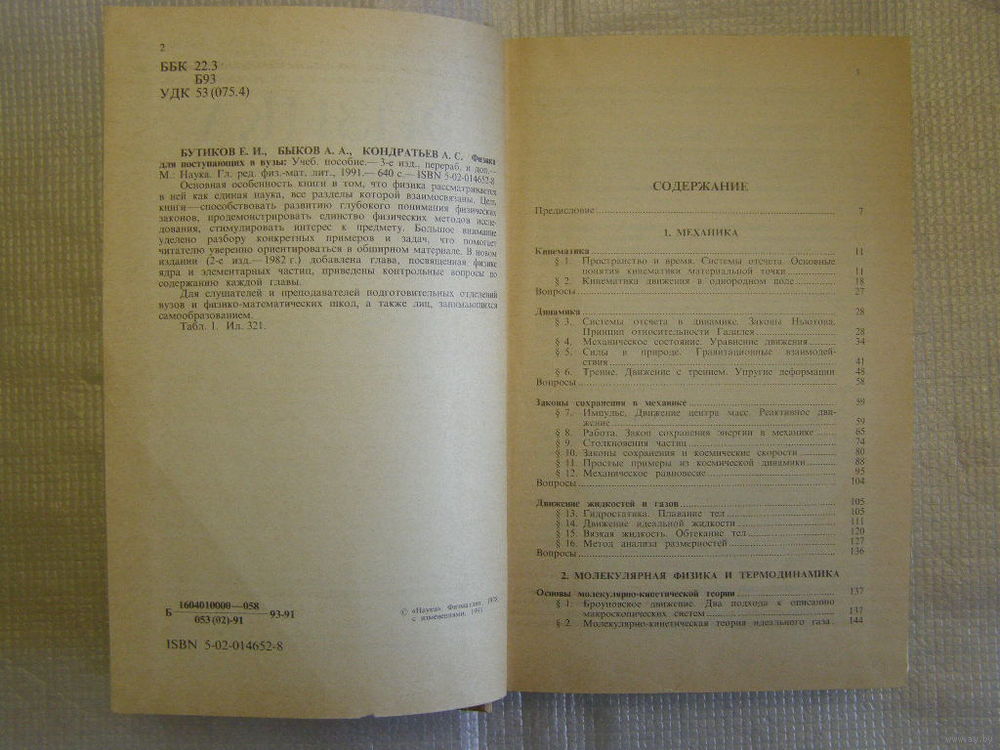 2
ББК 22.3
Б93
УДК 53(075.4)
БУТИКОВ Е. И., БЫКОВ А. А., КОНДРАТЬЕВ А. С. Физика
для поступающих в вузы: Учеб. пособие.— 3-е изд., перераб. и доп.—
М.: Наука. Гл. ред. физ.-мат. лит., 1991.— 640 с.— ISBN 5-02-014652-8
Основная особенность книги в том, что физика рассматривается
в ней как единая наука, все разделы которой взаимосвязаны. Цель
книги—способствовать развитию глубокого понимания физических
законов, продемонстрировать единство физических методов иссле-
дования, стимулировать интерес к предмету. Большое внимание
уделено разбору конкретных примеров и задач, что помогает
читателю уверенно ориентироваться в обширном материале. В новом
издании (2-е изд.— 1982 г.) добавлена глава, посвященная физике
ядра и элементарных частиц, приведены контрольные вопросы по
содержанию каждой главы.
Для слушателей и преподавателей подготовительных отделений
вузов и физико-математических школ, а также лиц, занимающихся
самообразованием.
Табл. 1. Ил. 321.
Б 1604010000—058
053(02)-91 93-91
© «Наука». Физматлит,
с изменениями, 1991
ISBN 5-02-014652-8
СОДЕРЖАНИЕ
Предисловие 7
1. МЕХАНИКА
Кинематика 11
§ 1. Пространство и время. Системы отсчета. Основные
понятия кинематики материальной точки 11
§ 2. Кинематика движения в однородном поле 18
Вопросы 27
Динамика 28
§ 3. Системы отсчета в динамике. Законы Ньютона.
Принцип относительности Галилея 28
§ 4. Механическое состояние. Уравнение движения 34
§ 5. Силы в природе. Гравитационные взаимодей-
ствия 41
§ 6. Трение. Движение с трением. Упругие деформации 48
Вопросы 58
Законы сохранения в механике 59
§ 7. Импульс. Движение центра масс. Реактивное дви-
жение 59
§ 8. Работа. Закон сохранения энергии в механике 65
§ 9. Столкновения частиц 74
§ 10. Законы сохранения и космические скорости 80
§ 11. Простые примеры из космической динамики 88
§ 12. Механическое равновесие 95
Вопросы 104
Движение жидкостей и газов 105
§ 13. Гидростатика. Плавание тел 105
§ 14. Движение идеальной жидкости 111
§ 15. Вязкая жидкость. Обтекание тел 120
§ 16. Метод анализа размерностей 127
Вопросы 136
2. МОЛЕКУЛЯРНАЯ ФИЗИКА И ТЕРМОДИНАМИКА
Основы молекулярно-кинетической теории 137
§ 1. Броуновское движение. Два подхода к описанию
макроскопических систем 137
§ 2. Молекулярно-кинетическая теория идеального газа 144
www.ay.by